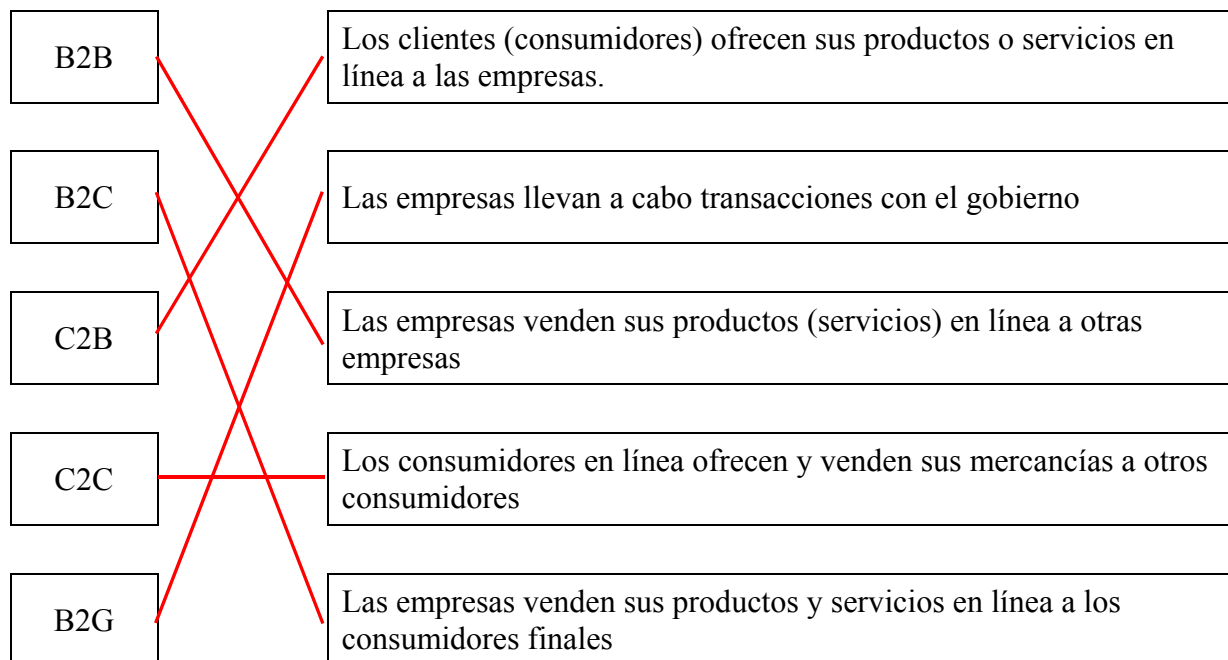 B2B
Los clientes (consumidores) ofrecen sus productos o servicios en
línea a las empresas.
B2C
Las empresas llevan a cabo transacciones con el gobierno
C2B
Las empresas venden sus productos (servicios) en línea a otras
empresas
C2C
Los consumidores en línea ofrecen y venden sus mercancías a otros
consumidores
B2G
Las empresas venden sus productos y servicios en línea a los
consumidores finales